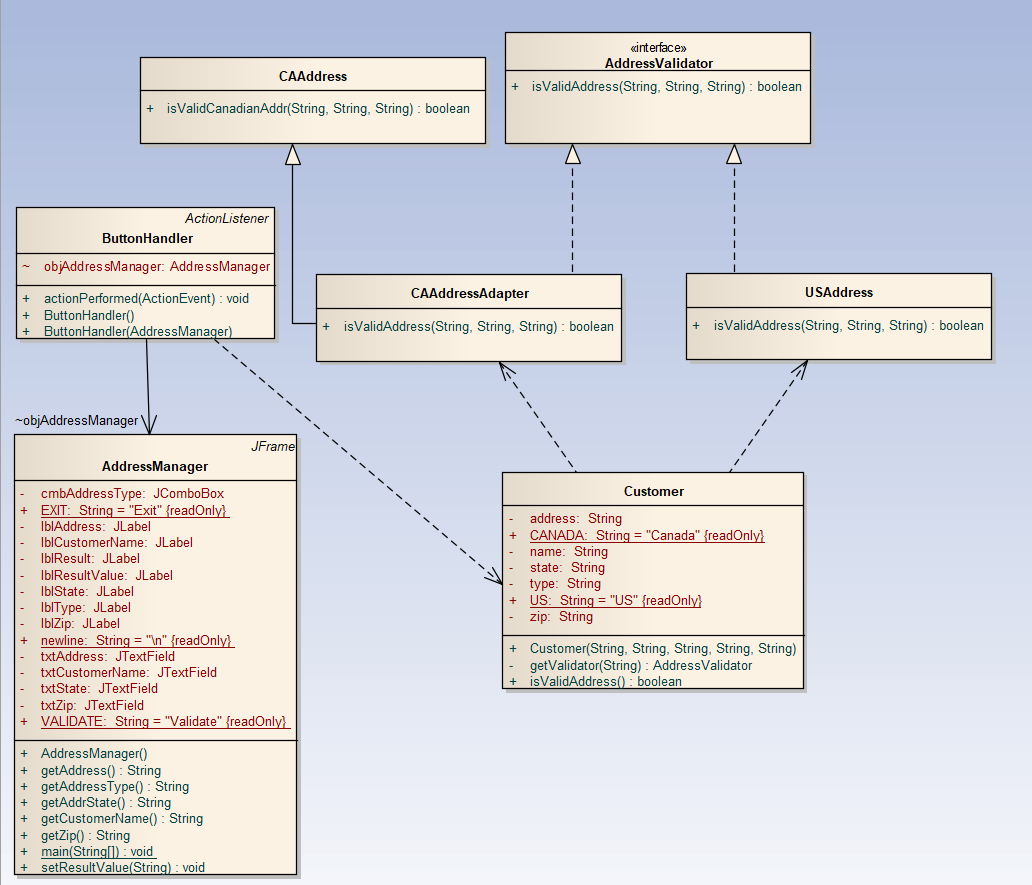 CAAddress
+ isValidCanadianAddr(String, String, String) : boolean
«interface»
AddressValidator
+ isValidAddress(String, String, String) : boolean
ActionListener
ButtonHandler
~ objAddressManager: AddressManager
+ actionPerformed(ActionEvent) : void
+ ButtonHandler()
+ ButtonHandler(AddressManager)
CAAddressAdapter
+ isValidAddress(String, String, String) : boolean
USAddress
+ isValidAddress(String, String, String) : boolean
~objAddressManager
JFrame
AddressManager
- cmbAddressType: JComboBox
+ EXIT: String = "Exit" {readOnly}
- lblAddress: JLabel
- lblCustomerName: JLabel
- lblResult: JLabel
- lblResultValue: JLabel
- lblState: JLabel
- lblType: JLabel
- lblZip: JLabel
+ newline: String = "\n" {readOnly}
- txtAddress: JTextField
- txtCustomerName: JTextField
- txtState: JTextField
- txtZip: JTextField
+ VALIDATE: String = "Validate" {readOnly}
+ AddressManager()
+ getAddress() : String
+ getAddressType() : String
+ getAddrState() : String
+ getCustomerName() : String
+ getZip() : String
+ main(String[]) : void
+ setResultValue(String) : void
Customer
- address: String
+ CANADA: String = "Canada" {readOnly}
- name: String
- state: String
- type: String
+ US: String = "US" {readOnly}
- zip: String
+ Customer(String, String, String, String, String)
- getValidator(String) : AddressValidator
+ isValidAddress() : boolean